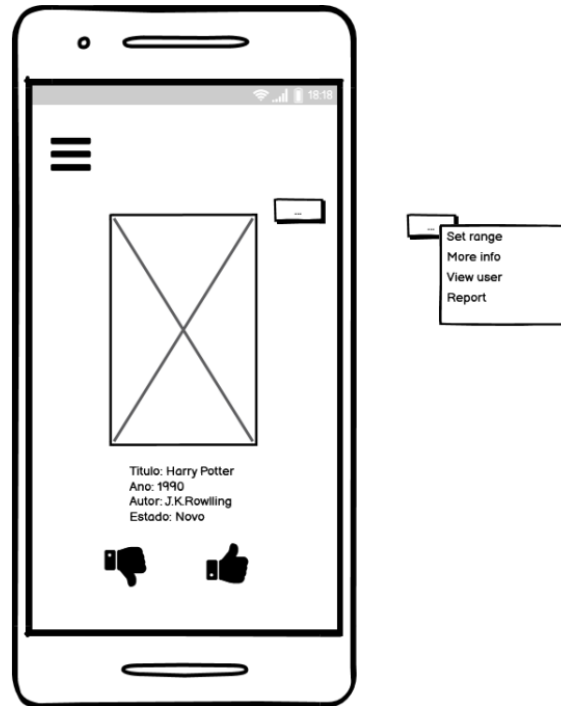 18:18
...
Titulo: Harry Potter
Ano: 1990
Autor: J.K.Rowlling
Estado: Novo
...
Set range
More info
View user
Report